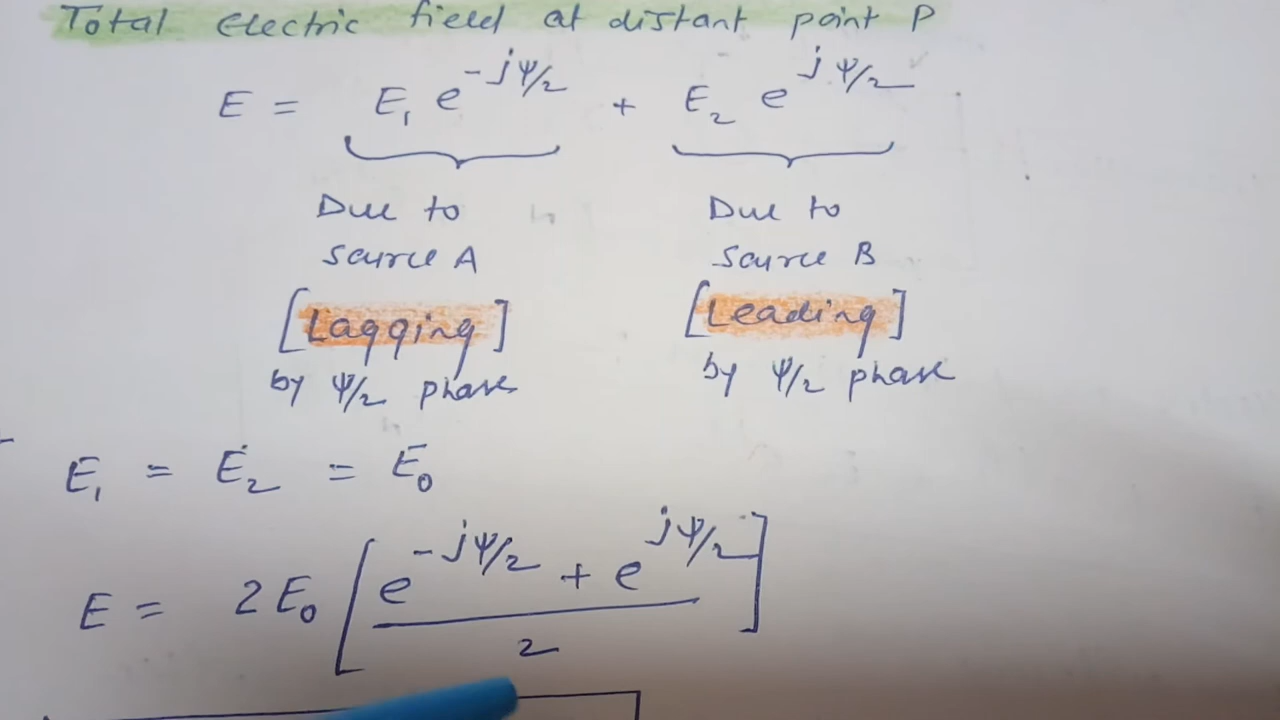 Total electric field at distant point P
E = E₁ e^{-jψ/2} + E₂ e^{jψ/2}
Due to Due to
source A source B
[Lagging] [Leading]
by ψ/2 phase by ψ/2 phase
E₁ = E₂ = E₀
E = 2E₀ [ (e^{-jψ/2} + e^{jψ/2}) / 2 ]